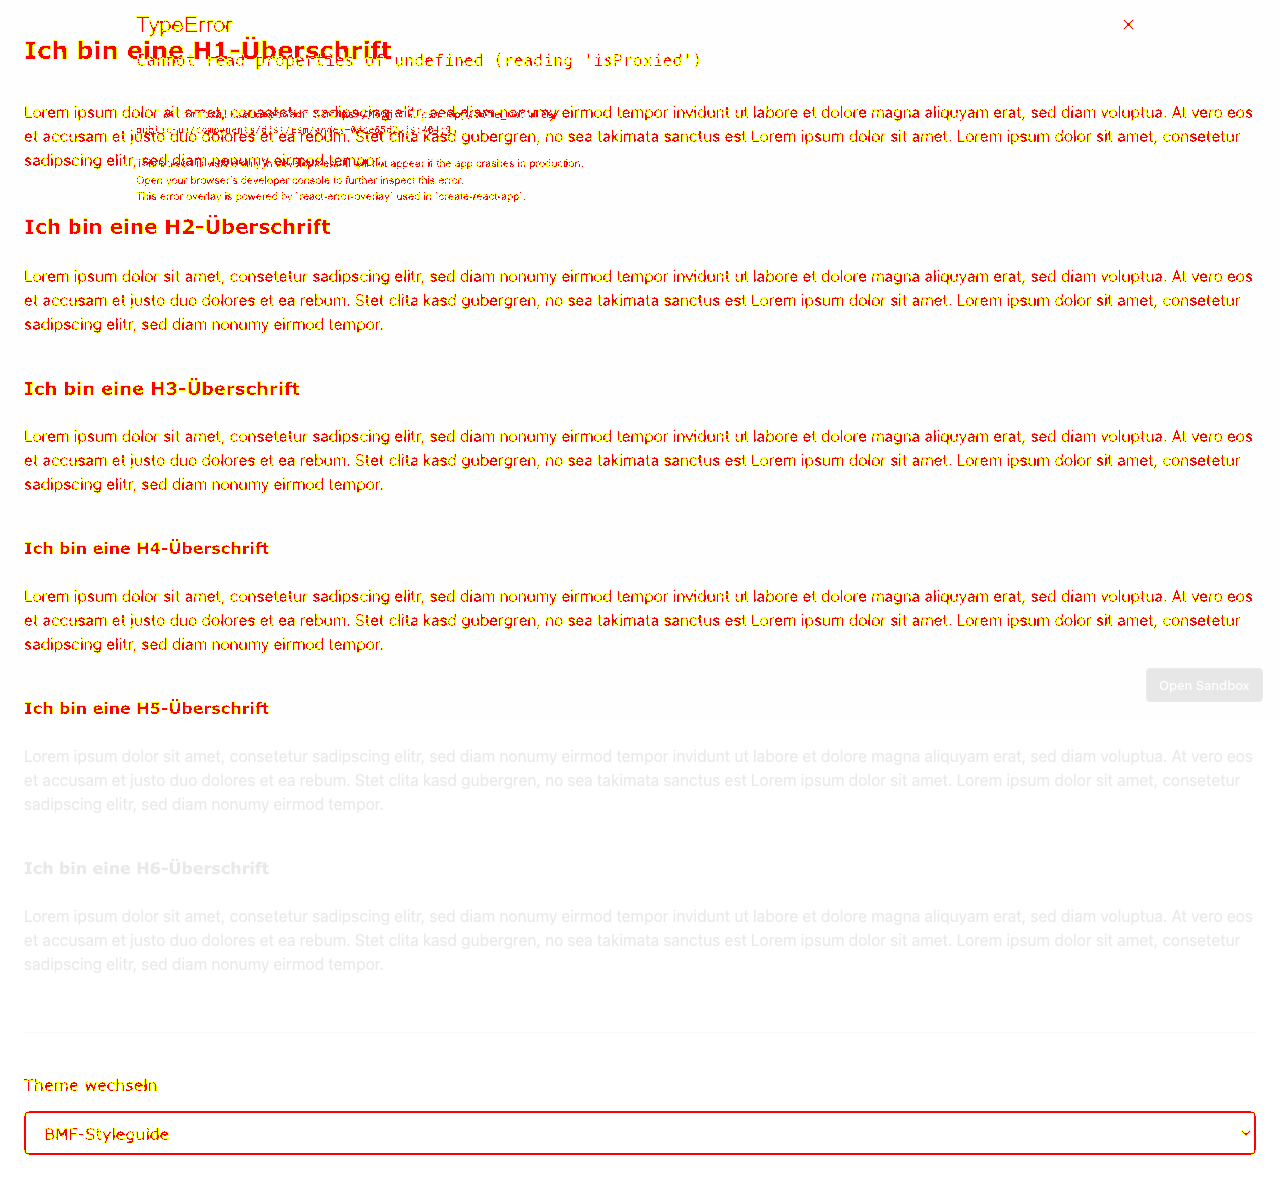 TypeError
Ich bin eine H1-Überschrift
Cannot read properties of undefined (reading 'isProxied')
Lorem ipsum dolor sit amet, consetetur sadipscing elitr, sed diam nonumy eirmod tempor invidunt ut labore et dolore magna aliquyam erat, sed diam voluptua. At vero eos
et accusam et justo duo dolores et ea rebum. Stet clita kasd gubergren, no sea takimata sanctus est Lorem ipsum dolor sit amet. Lorem ipsum dolor sit amet, consetetur
sadipscing elitr, sed diam nonumy eirmod tempor.
not appear if the app crashes in production.
Open your browser's developer console to further inspect this error.
This error overlay is powered by `react-error-overlay` used in `create-react-app`.
Ich bin eine H2-Überschrift
Lorem ipsum dolor sit amet, consetetur sadipscing elitr, sed diam nonumy eirmod tempor invidunt ut labore et dolore magna aliquyam erat, sed diam voluptua. At vero eos
et accusam et justo duo dolores et ea rebum. Stet clita kasd gubergren, no sea takimata sanctus est Lorem ipsum dolor sit amet. Lorem ipsum dolor sit amet, consetetur
sadipscing elitr, sed diam nonumy eirmod tempor.
Ich bin eine H3-Überschrift
Lorem ipsum dolor sit amet, consetetur sadipscing elitr, sed diam nonumy eirmod tempor invidunt ut labore et dolore magna aliquyam erat, sed diam voluptua. At vero eos
et accusam et justo duo dolores et ea rebum. Stet clita kasd gubergren, no sea takimata sanctus est Lorem ipsum dolor sit amet. Lorem ipsum dolor sit amet, consetetur
sadipscing elitr, sed diam nonumy eirmod tempor.
Ich bin eine H4-Überschrift
Lorem ipsum dolor sit amet, consetetur sadipscing elitr, sed diam nonumy eirmod tempor invidunt ut labore et dolore magna aliquyam erat, sed diam voluptua. At vero eos
et accusam et justo duo dolores et ea rebum. Stet clita kasd gubergren, no sea takimata sanctus est Lorem ipsum dolor sit amet. Lorem ipsum dolor sit amet, consetetur
sadipscing elitr, sed diam nonumy eirmod tempor.
Open Sandbox
Ich bin eine H5-Überschrift
Lorem ipsum dolor sit amet, consetetur sadipscing elitr, sed diam nonumy eirmod tempor invidunt ut labore et dolore magna aliquyam erat, sed diam voluptua. At vero eos
et accusam et justo duo dolores et ea rebum. Stet clita kasd gubergren, no sea takimata sanctus est Lorem ipsum dolor sit amet. Lorem ipsum dolor sit amet, consetetur
sadipscing elitr, sed diam nonumy eirmod tempor.
Ich bin eine H6-Überschrift
Lorem ipsum dolor sit amet, consetetur sadipscing elitr, sed diam nonumy eirmod tempor invidunt ut labore et dolore magna aliquyam erat, sed diam voluptua. At vero eos
et accusam et justo duo dolores et ea rebum. Stet clita kasd gubergren, no sea takimata sanctus est Lorem ipsum dolor sit amet. Lorem ipsum dolor sit amet, consetetur
sadipscing elitr, sed diam nonumy eirmod tempor.
Theme wechseln
BMF-Styleguide